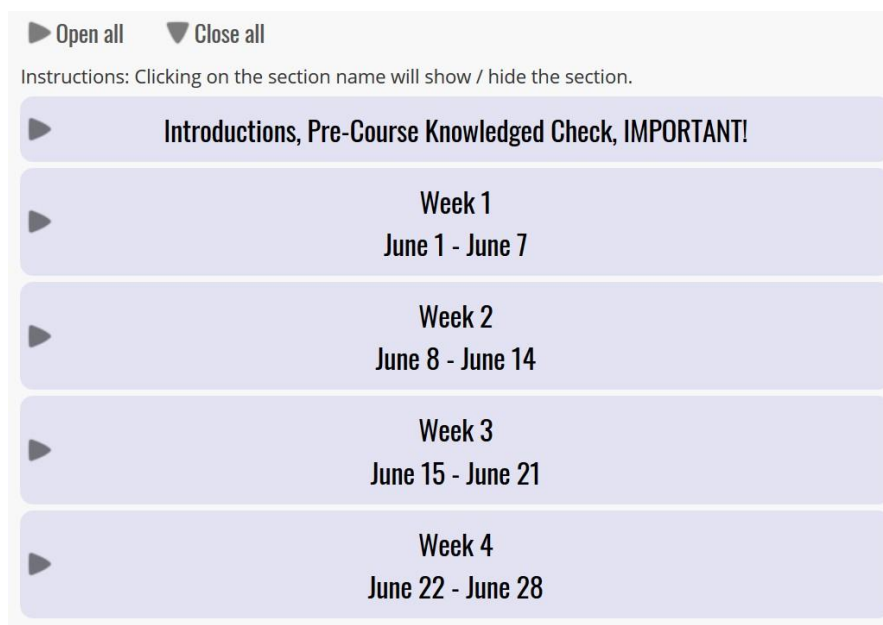 Open all Close all
Instructions: Clicking on the section name will show / hide the section.
Introductions, Pre-Course Knowledged Check, IMPORTANT!
Week 1
June 1 - June 7
Week 2
June 8 - June 14
Week 3
June 15 - June 21
Week 4
June 22 - June 28